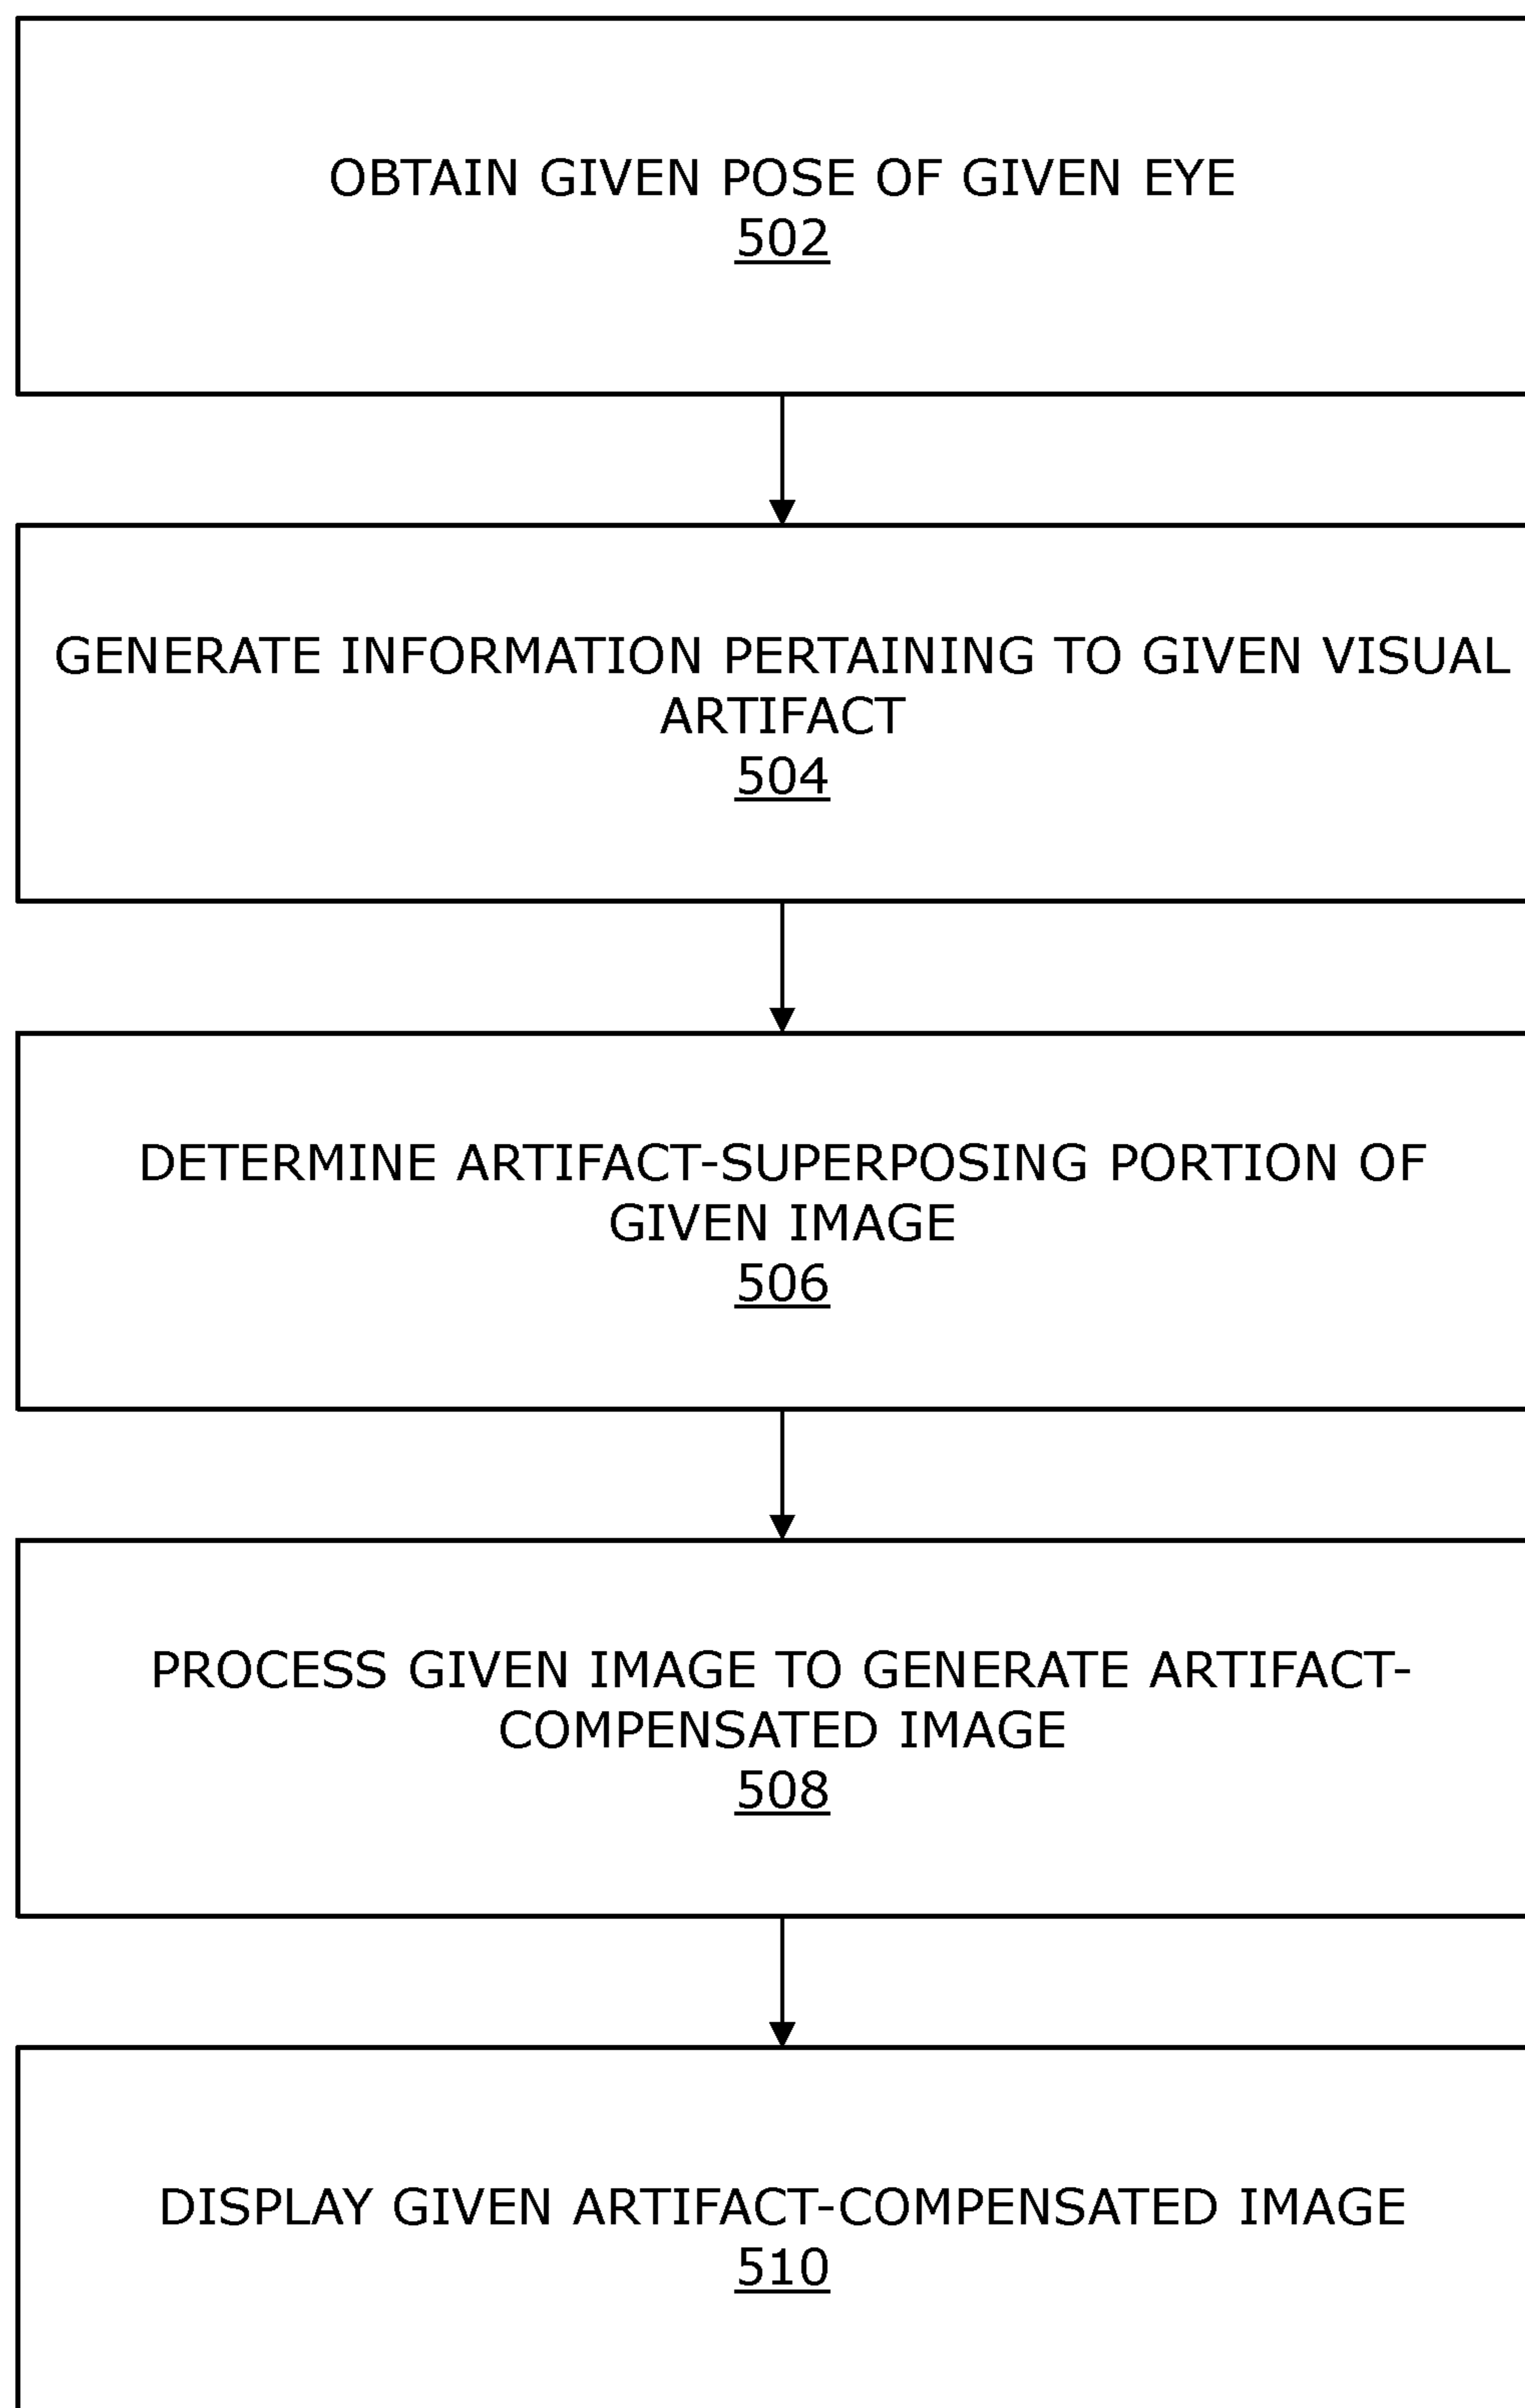 OBTAIN GIVEN POSE OF GIVEN EYE
502
GENERATE INFORMATION PERTAINING TO GIVEN VISUAL
ARTIFACT
504
DETERMINE ARTIFACT-SUPERPOSING PORTION OF
GIVEN IMAGE
506
PROCESS GIVEN IMAGE TO GENERATE ARTIFACT-
COMPENSATED IMAGE
508
DISPLAY GIVEN ARTIFACT-COMPENSATED IMAGE
510